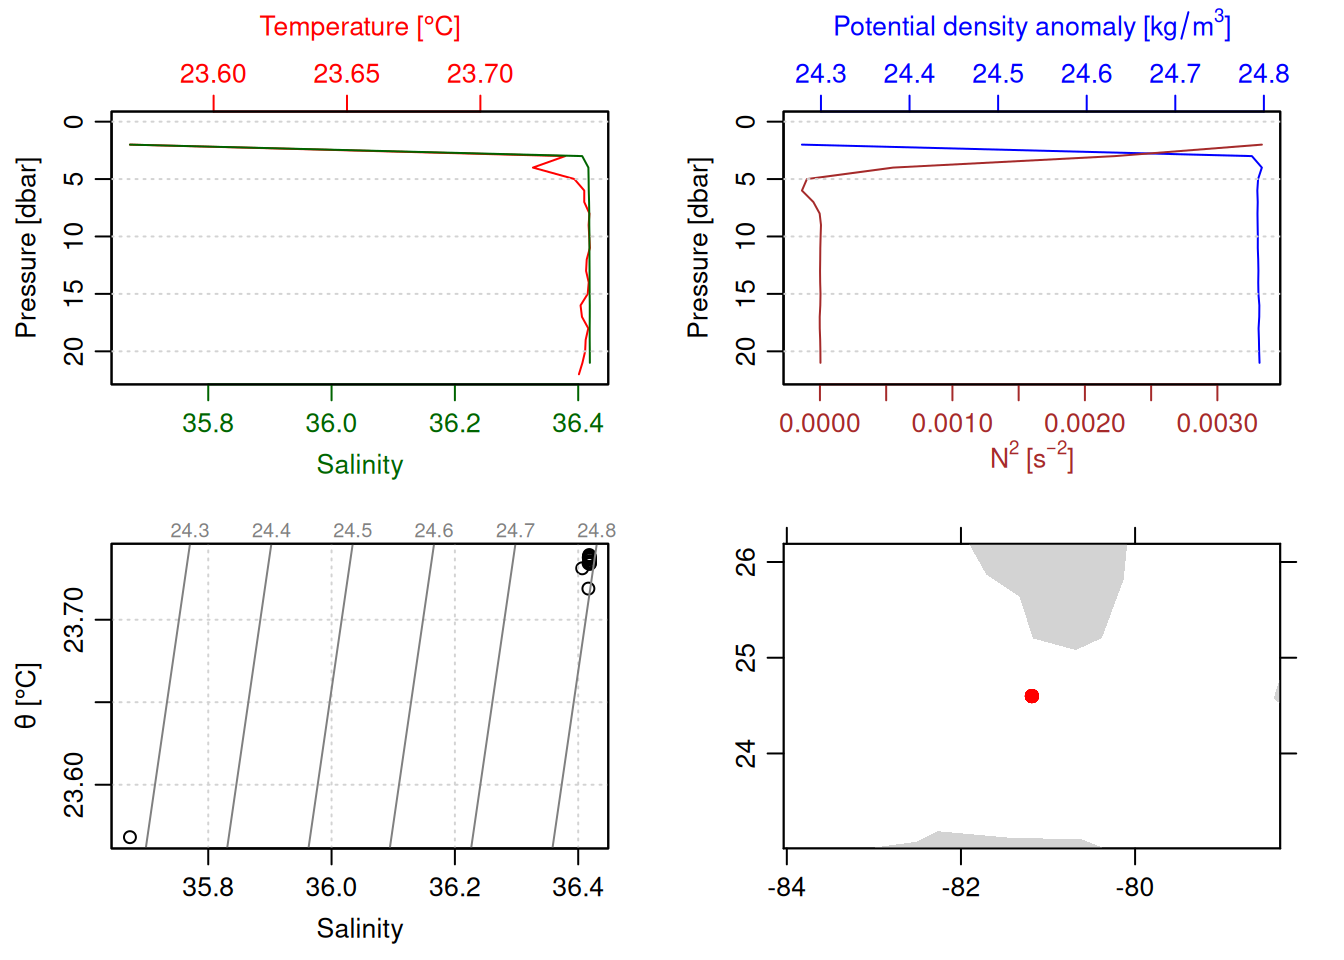 Temperature [°C]
23.60 23.65 23.70
0
5
10
15
20
Pressure [dbar]
35.8 36.0 36.2 36.4
Salinity
Potential density anomaly [kg/m³]
24.3 24.4 24.5 24.6 24.7 24.8
0
5
10
15
20
Pressure [dbar]
0.0000 0.0010 0.0020 0.0030
N² [s⁻²]
24.3 24.4 24.5 24.6 24.7 24.8
23.70
23.60
θ [°C]
35.8 36.0 36.2 36.4
Salinity
26
25
24
-84 -82 -80